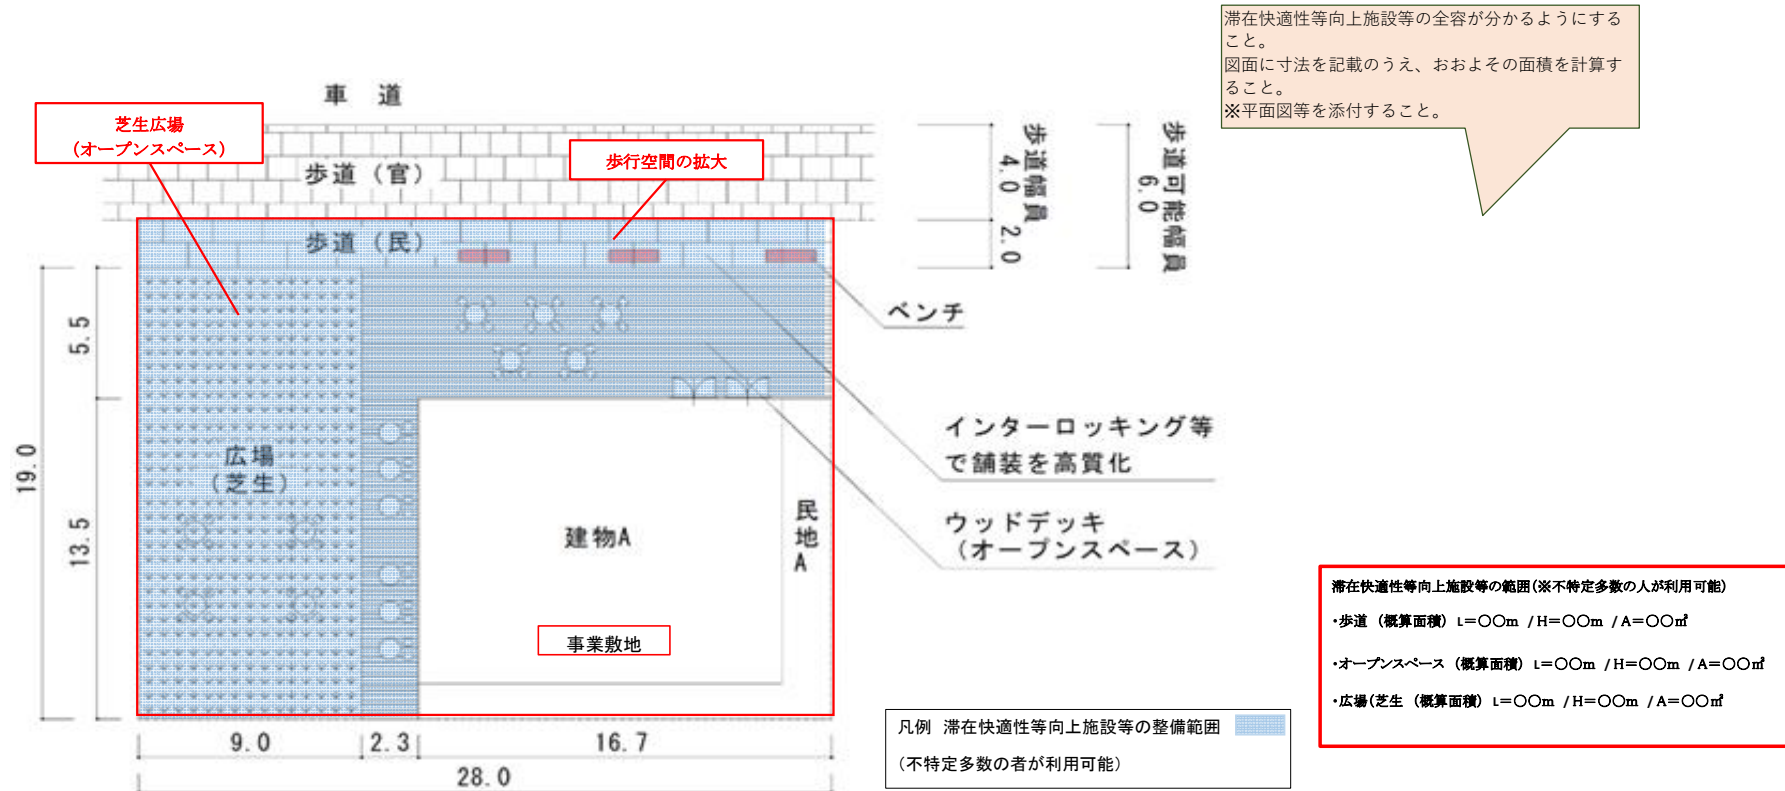 滞在快適性等向上施設等の全容が分かるようにする
こと。
図面に寸法を記載のうえ、おおよその面積を計算す
ること。
※平面図等を添付すること。
車 道
芝生広場
(オープンスペース)
歩道(官)
歩行空間の拡大
歩道幅員
4.0
2.0
歩道可能幅員
6.0
歩道(民)
ベンチ
5.5
19.0
13.5
広場
(芝生)
インターロッキング等
で舗装を高質化
ウッドデッキ
(オープンスペース)
建物A
民地A
事業敷地
9.0
2.3
16.7
28.0
凡例 滞在快適性等向上施設等の整備範囲
(不特定多数の者が利用可能)
滞在快適性等向上施設等の範囲(※不特定多数の人が利用可能)
・歩道 (概算面積) L=〇〇m /H=〇〇m /A=〇〇㎡
・オープンスペース (概算面積) L=〇〇m /H=〇〇m /A=〇〇㎡
・広場(芝生 (概算面積) L=〇〇m /H=〇〇m /A=〇〇㎡